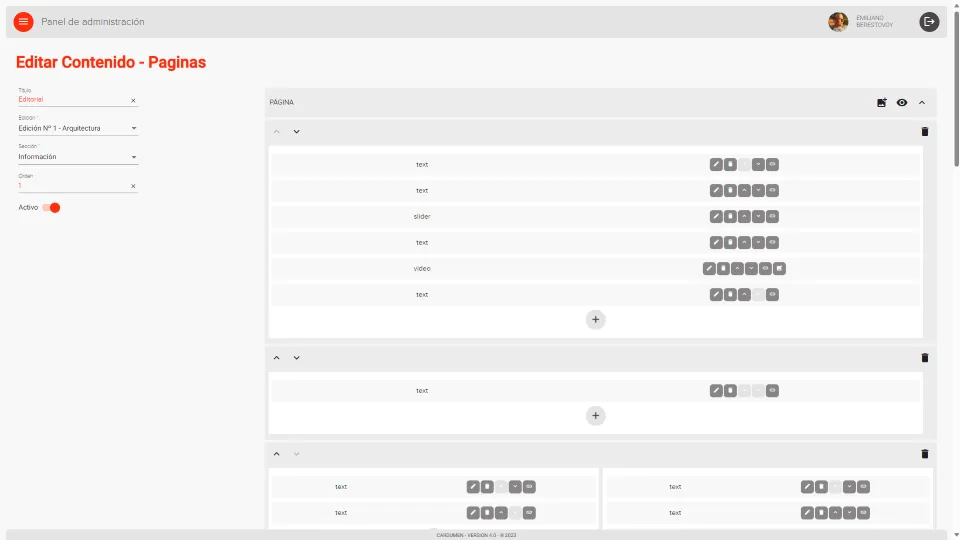 Panel de administración
EMILIANO
BERESTOVOY
Editar Contenido - Paginas
Título
Editorial
Edición *
Edición Nº 1 - Arquitectura
Sección *
Información
Orden
1
Activo
PÁGINA
text
text
slider
text
video
text
text
text
text
text
text
CARDUMEN - VERSION 4.0 - © 2023